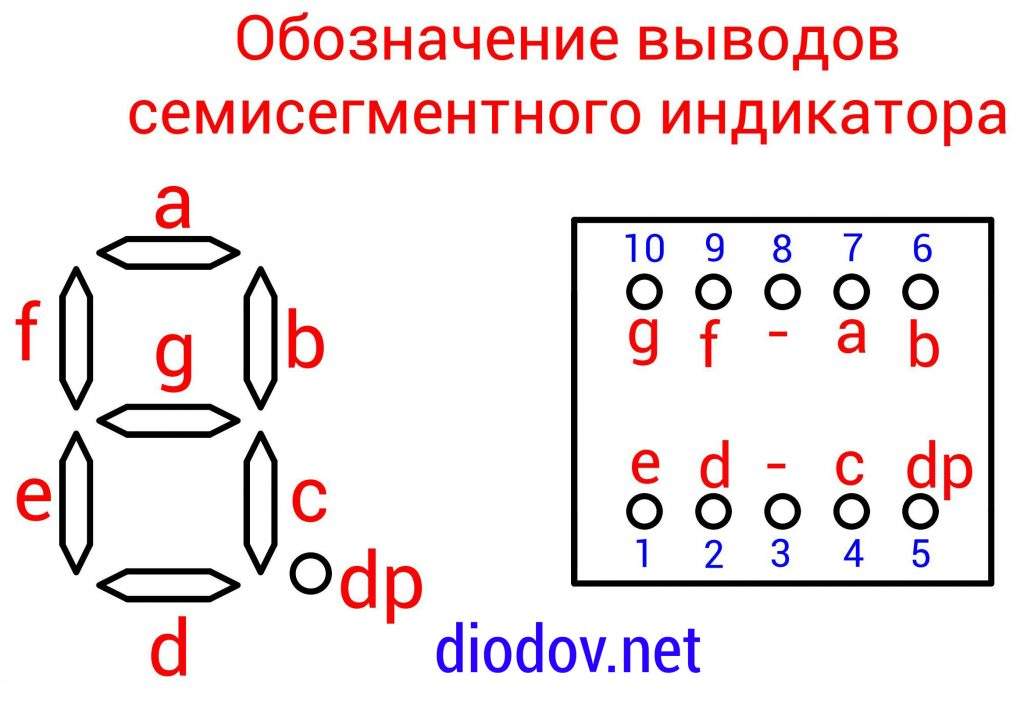 Обозначение выводов
семисегментного индикатора
a
f
g
b
e
c
dp
d
10 9 8 7 6
g f - a b
e d - c dp
1 2 3 4 5
diodov.net